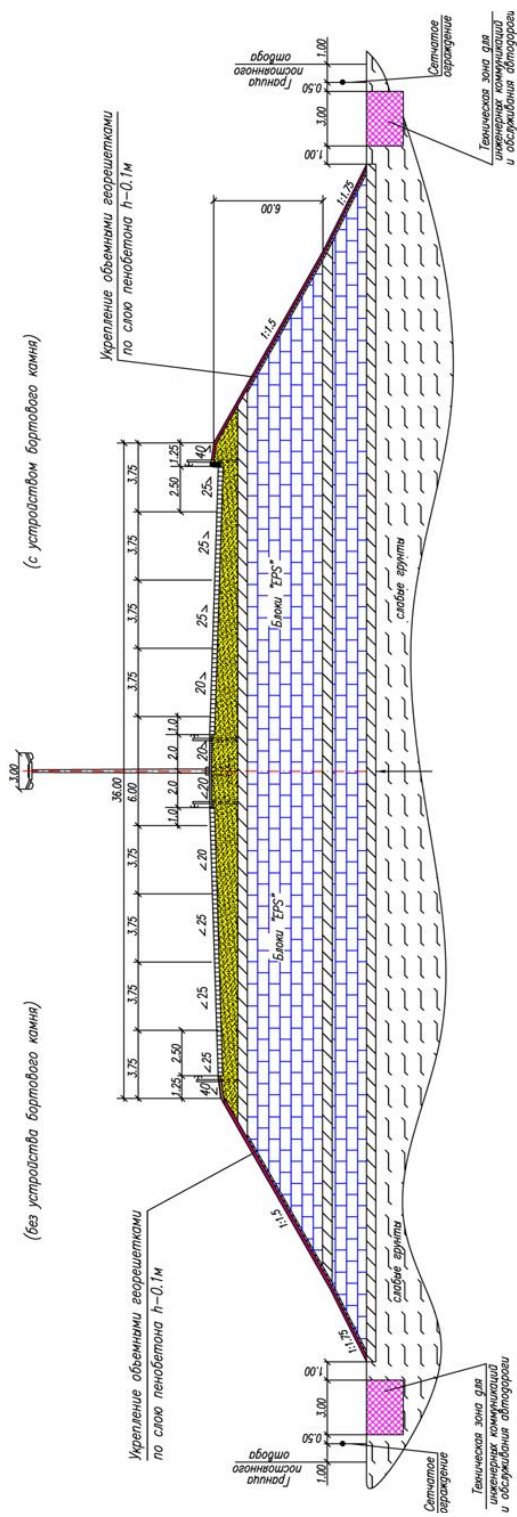 (без устройства бортового камня)
(с устройством бортового камня)
Укрепление объемными георешетками
по слою пенобетона h-0.1м
Укрепление объемными георешетками
по слою пенобетона h-0.1м
3.00
36.00
3.75
3.75
3.75
3.75
6.00
3.75
3.75
3.75
3.75
1.25
2.50
1.0
2.0
2.0
1.0
2.50
1.25
40
25
25
25
20
20
20
20
25
25
25
40
6.00
1:1.5
1:1.5
1:1.75
1:1.75
Блоки "EPS"
Блоки "EPS"
слабые грунты
слабые грунты
Граница
постоянного
отвода
1.00
0.50
3.00
1.00
Граница
постоянного
отвода
1.00
3.00
0.50
1.00
Сетчатое
ограждение
Техническая зона для
инженерных коммуникаций
и обслуживания автодороги
Сетчатое
ограждение
Техническая зона для
инженерных коммуникаций
и обслуживания автодороги